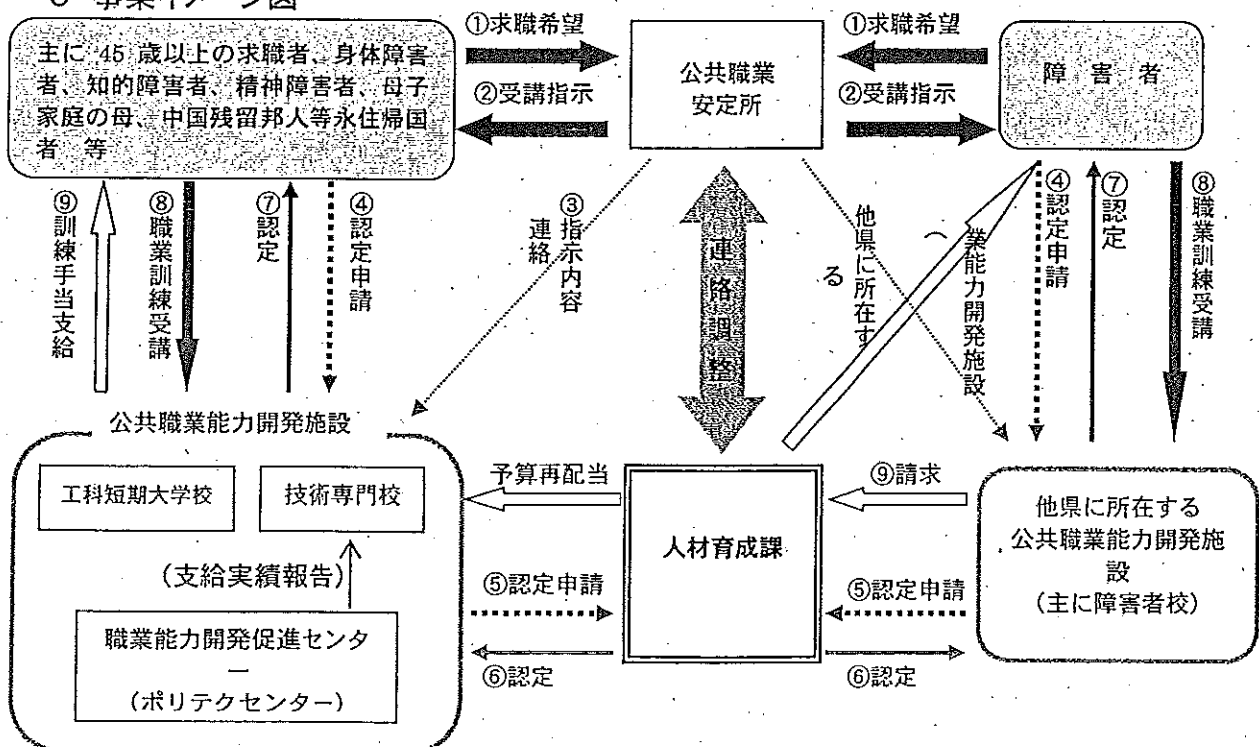 事業イメージ図
①求職希望
①求職希望
主に 45 歳以上の求職者、身体障害
者、知的障害者、精神障害者、母子
家庭の母、中国残留邦人等永住帰国
者 等
公共職業
安定所
障 害 者
②受講指示
②受講指示
⑨訓練手当支給
⑧職業訓練受講
⑦認定
④認定申請
③指示内容
連絡
連絡調整
他県に所在す
る
業能力開発施設
④認定申請
⑦認定
⑧職業訓練受講
公共職業能力開発施設
工科短期大学校
技術専門校
(支給実績報告)
職業能力開発促進センタ
ー
(ポリテクセンター)
予算再配当
⑨請求
人材育成課
⑤認定申請
⑤認定申請
⑥認定
⑥認定
他県に所在する
公共職業能力開発施
設
(主に障害者校)